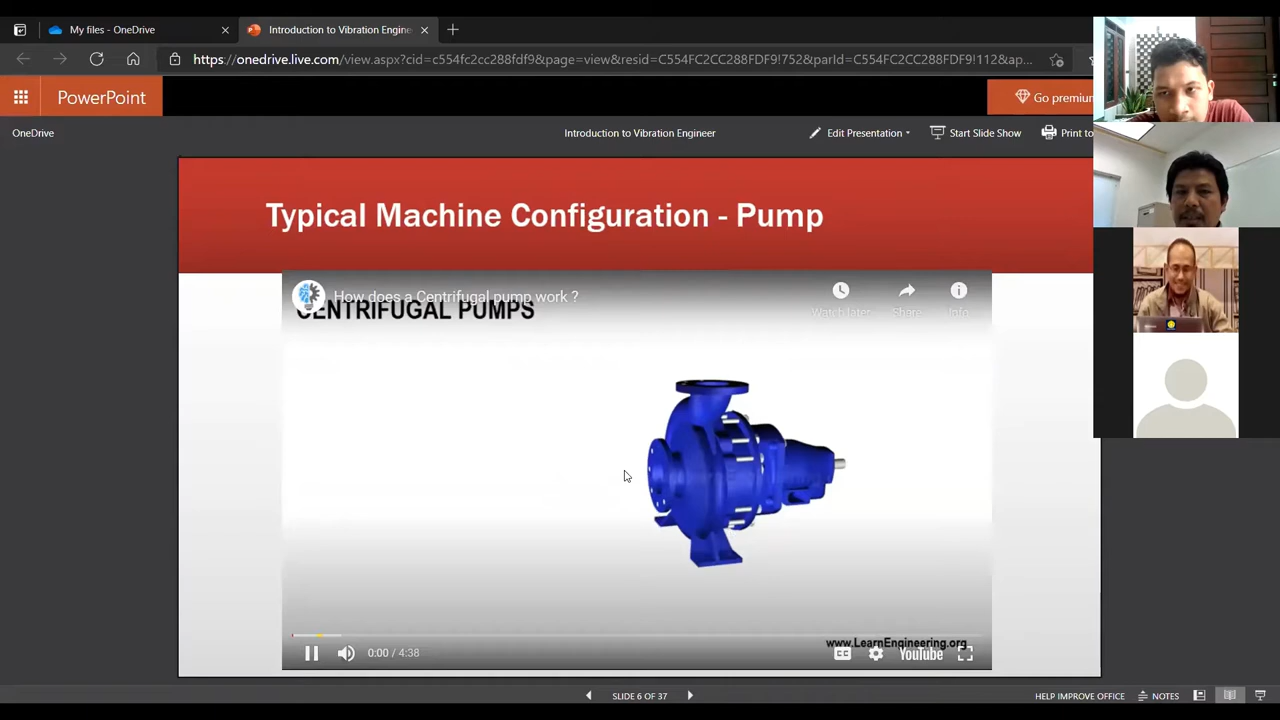 My files - OneDrive
Introduction to Vibration Engine
https://onedrive.live.com/view.aspx?cid=c554fc2cc288fdf9&page=view&resid=C554FC2CC288FDF9!752&parId=C554FC2CC288FDF9!112&ap...
PowerPoint
Go premium
OneDrive
Introduction to Vibration Engineer
Edit Presentation
Start Slide Show
Print to
Typical Machine Configuration - Pump
How does a Centrifugal pump work ?
CENTRIFUGAL PUMPS
Watch later
Share
Info
www.LearnEngineering.org
0:00 / 4:38
CC
YouTube
SLIDE 6 OF 37
HELP IMPROVE OFFICE
NOTES